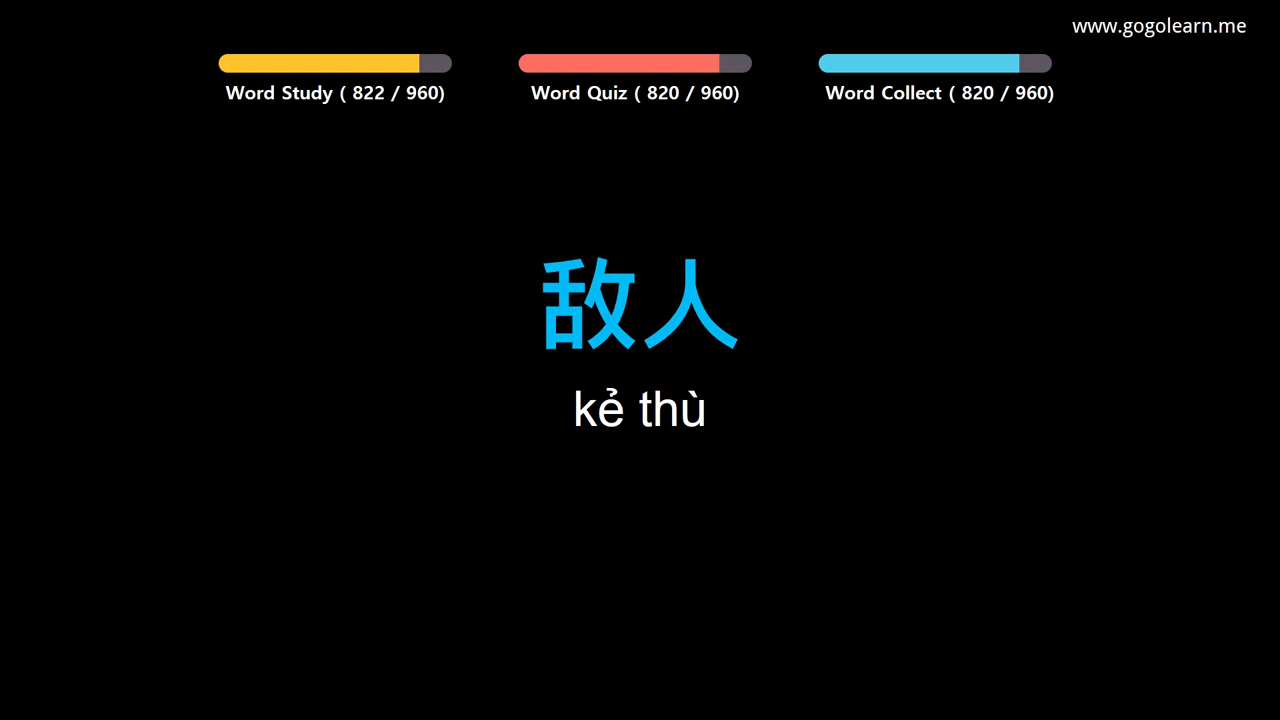 www.gogolearn.me
Word Study ( 822 / 960)
Word Quiz ( 820 / 960)
Word Collect ( 820 / 960)
敌人
kẻ thù